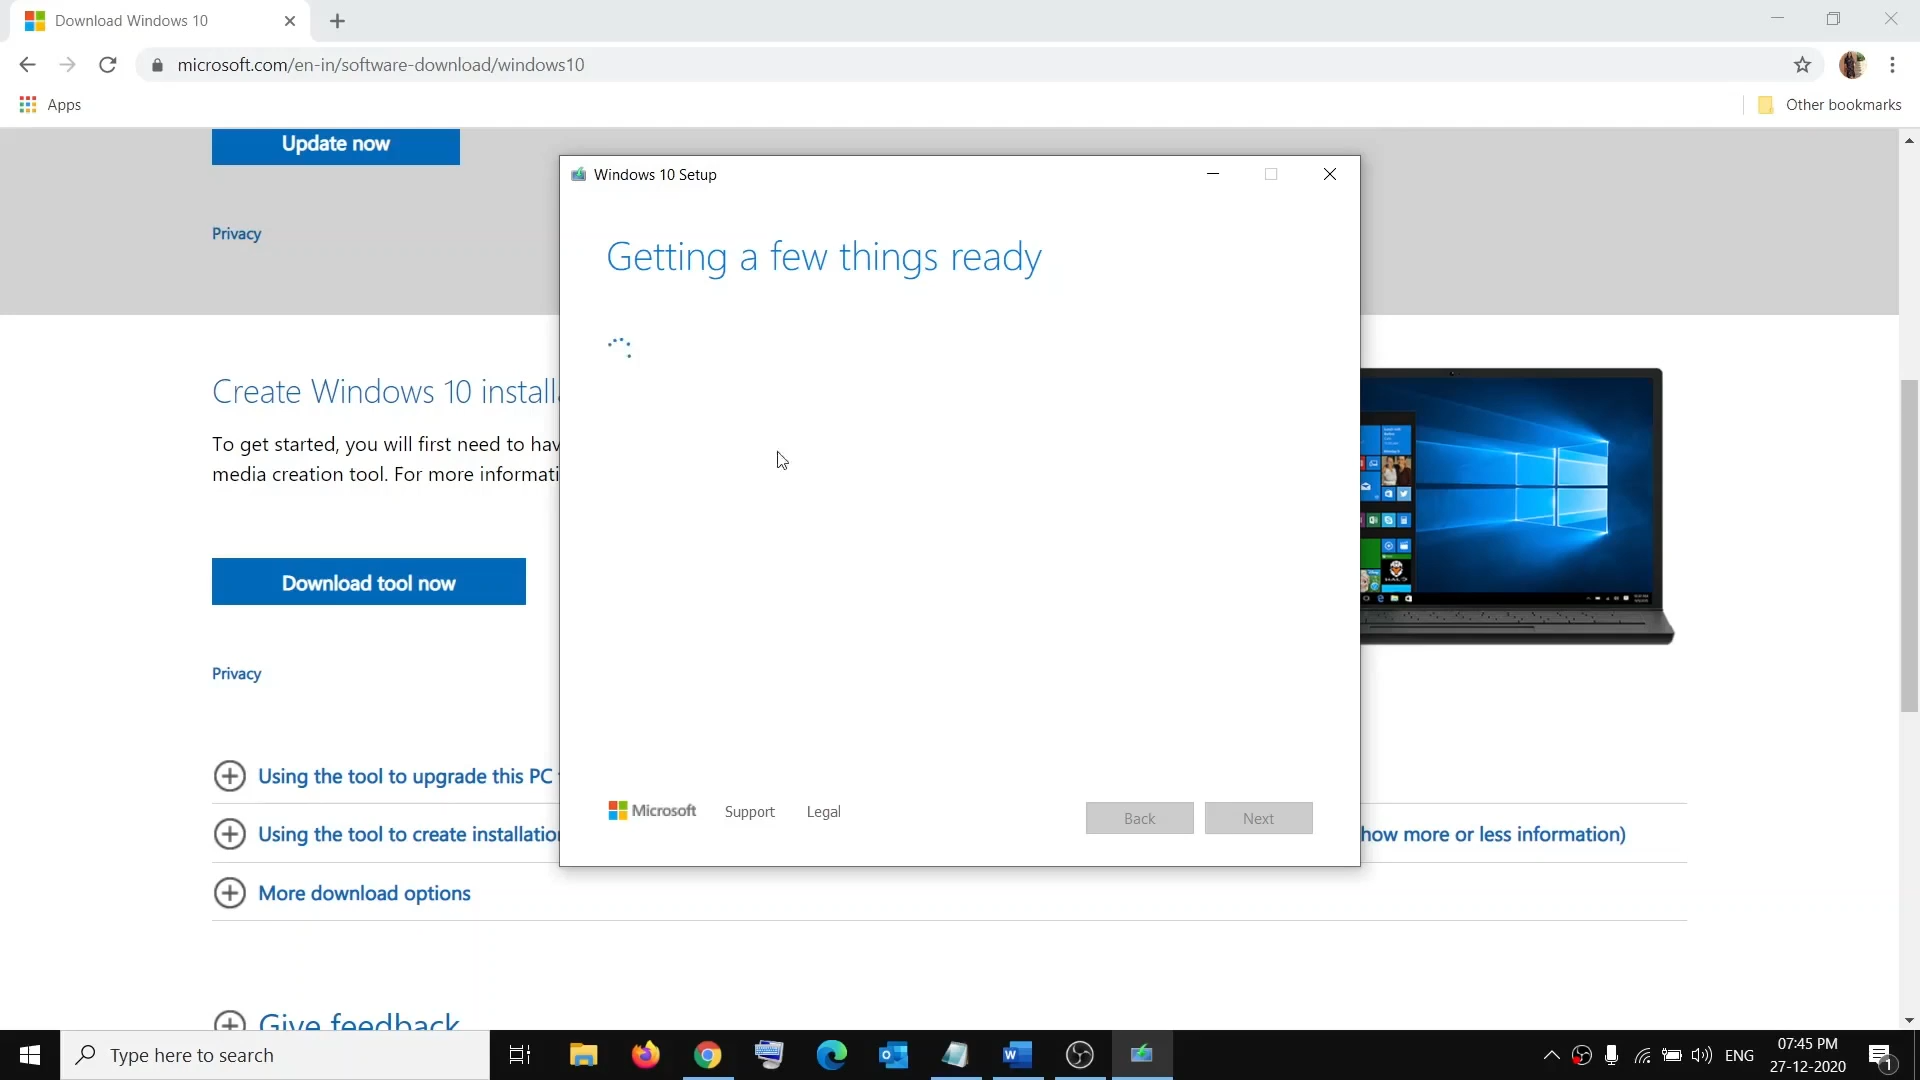 Download Windows 10
microsoft.com/en-in/software-download/windows10
Apps
Other bookmarks
Update now
Privacy
Windows 10 Setup
Getting a few things ready
Create Windows 10 install
To get started, you will first need to hav
media creation tool. For more informati
Download tool now
Privacy
Using the tool to upgrade this PC
Using the tool to create installation
how more or less information)
More download options
Microsoft
Support
Legal
Back
Next
Give feedback
Type here to search
ENG
07:45 PM
27-12-2020
1